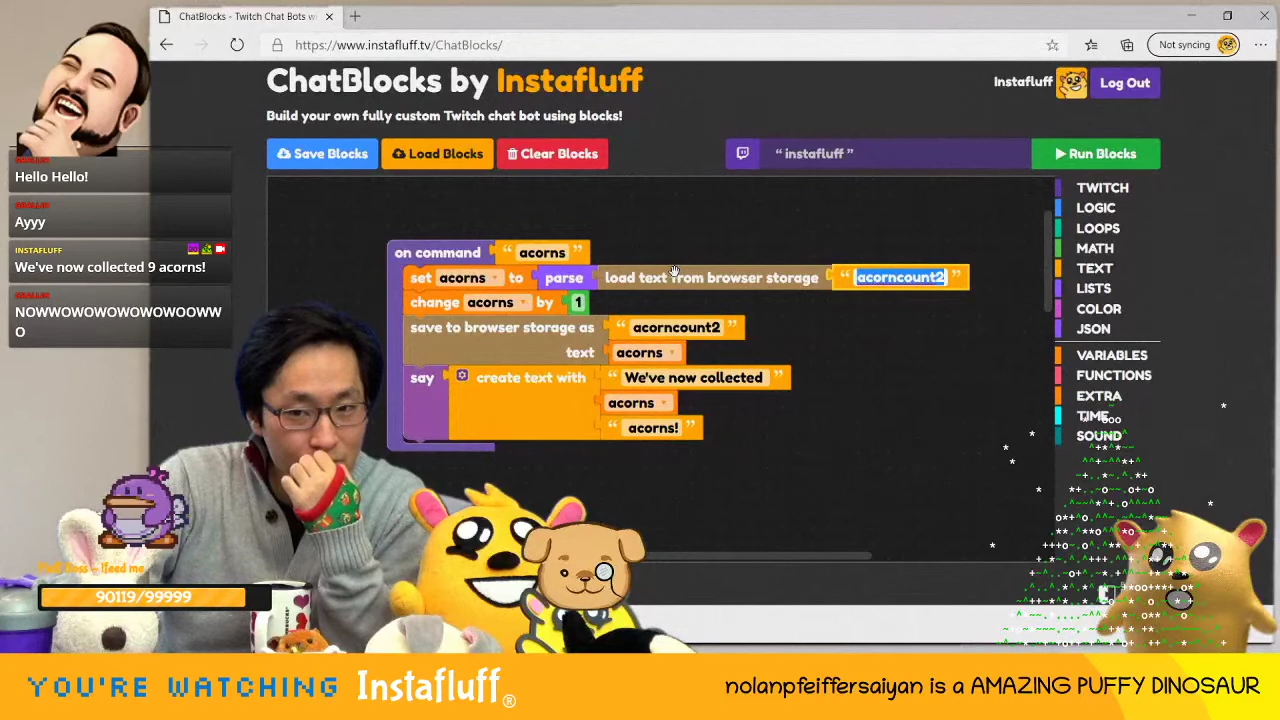 ChatBlocks - Twitch Chat Bots w
https://www.instafluff.tv/ChatBlocks/
Not syncing
ChatBlocks by Instafluff
Instafluff
Log Out
Build your own fully custom Twitch chat bot using blocks!
Save Blocks
Load Blocks
Clear Blocks
“ instafluff ”
Run Blocks
Hello Hello!
Ayyy
INSTAFLUFF
We've now collected 9 acorns!
NOWWOWOWOWOWOOWW
O
on command “ acorns ”
set acorns to parse load text from browser storage “ acorncount2 ”
change acorns by 1
save to browser storage as “ acorncount2 ”
text acorns
say create text with “ We've now collected ”
acorns
“ acorns! ”
TWITCH
LOGIC
LOOPS
MATH
TEXT
LISTS
COLOR
JSON
VARIABLES
FUNCTIONS
EXTRA
TIME
SOUND
90119/99999
YOU'RE WATCHING Instafluff®
nolanpfeiffersaiyan is a AMAZING PUFFY DINOSAUR